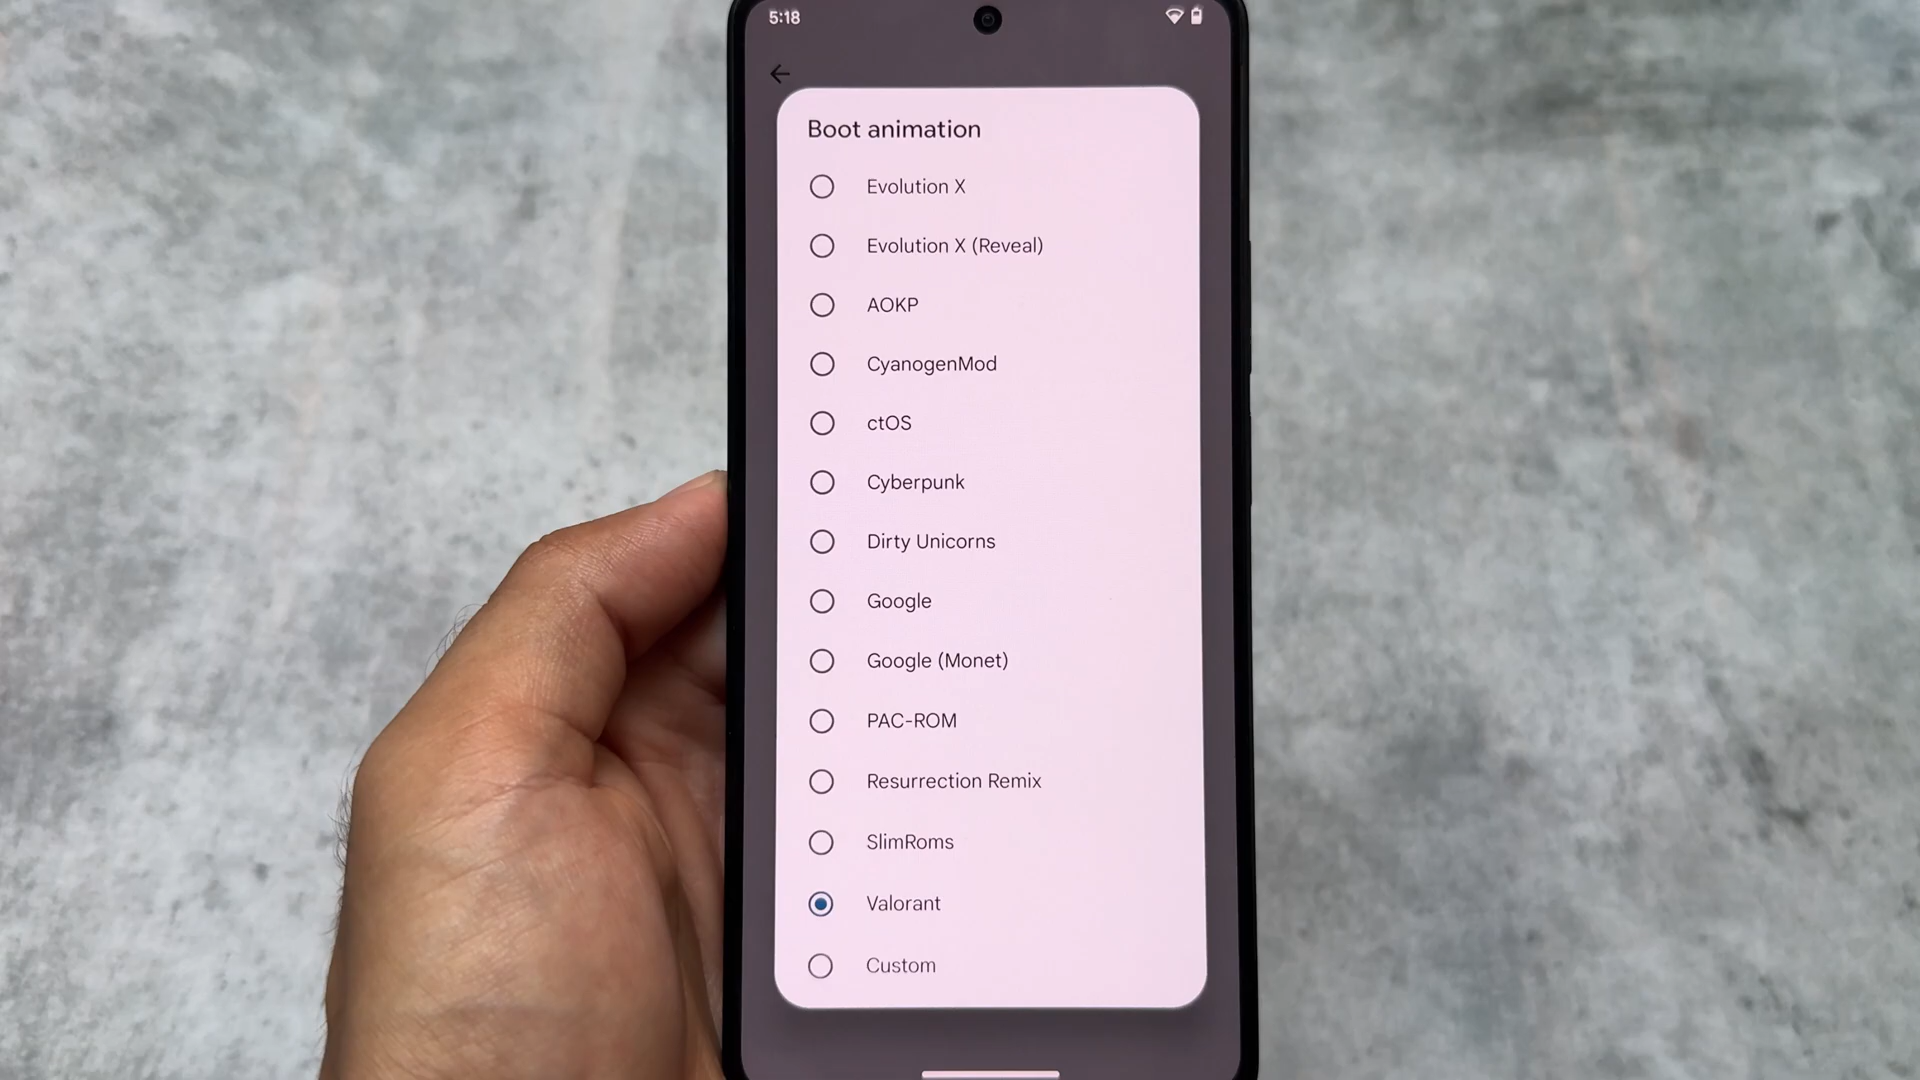 5:18
Boot animation
Evolution X
Evolution X (Reveal)
AOKP
CyanogenMod
ctOS
Cyberpunk
Dirty Unicorns
Google
Google (Monet)
PAC-ROM
Resurrection Remix
SlimRoms
Valorant
Custom